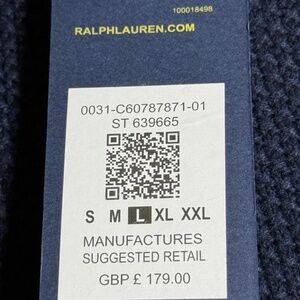 100018498
RALPHLAUREN.COM
0031-C60787871-01
ST 639665
S M L XL XXL
MANUFACTURES
SUGGESTED RETAIL
GBP £ 179.00